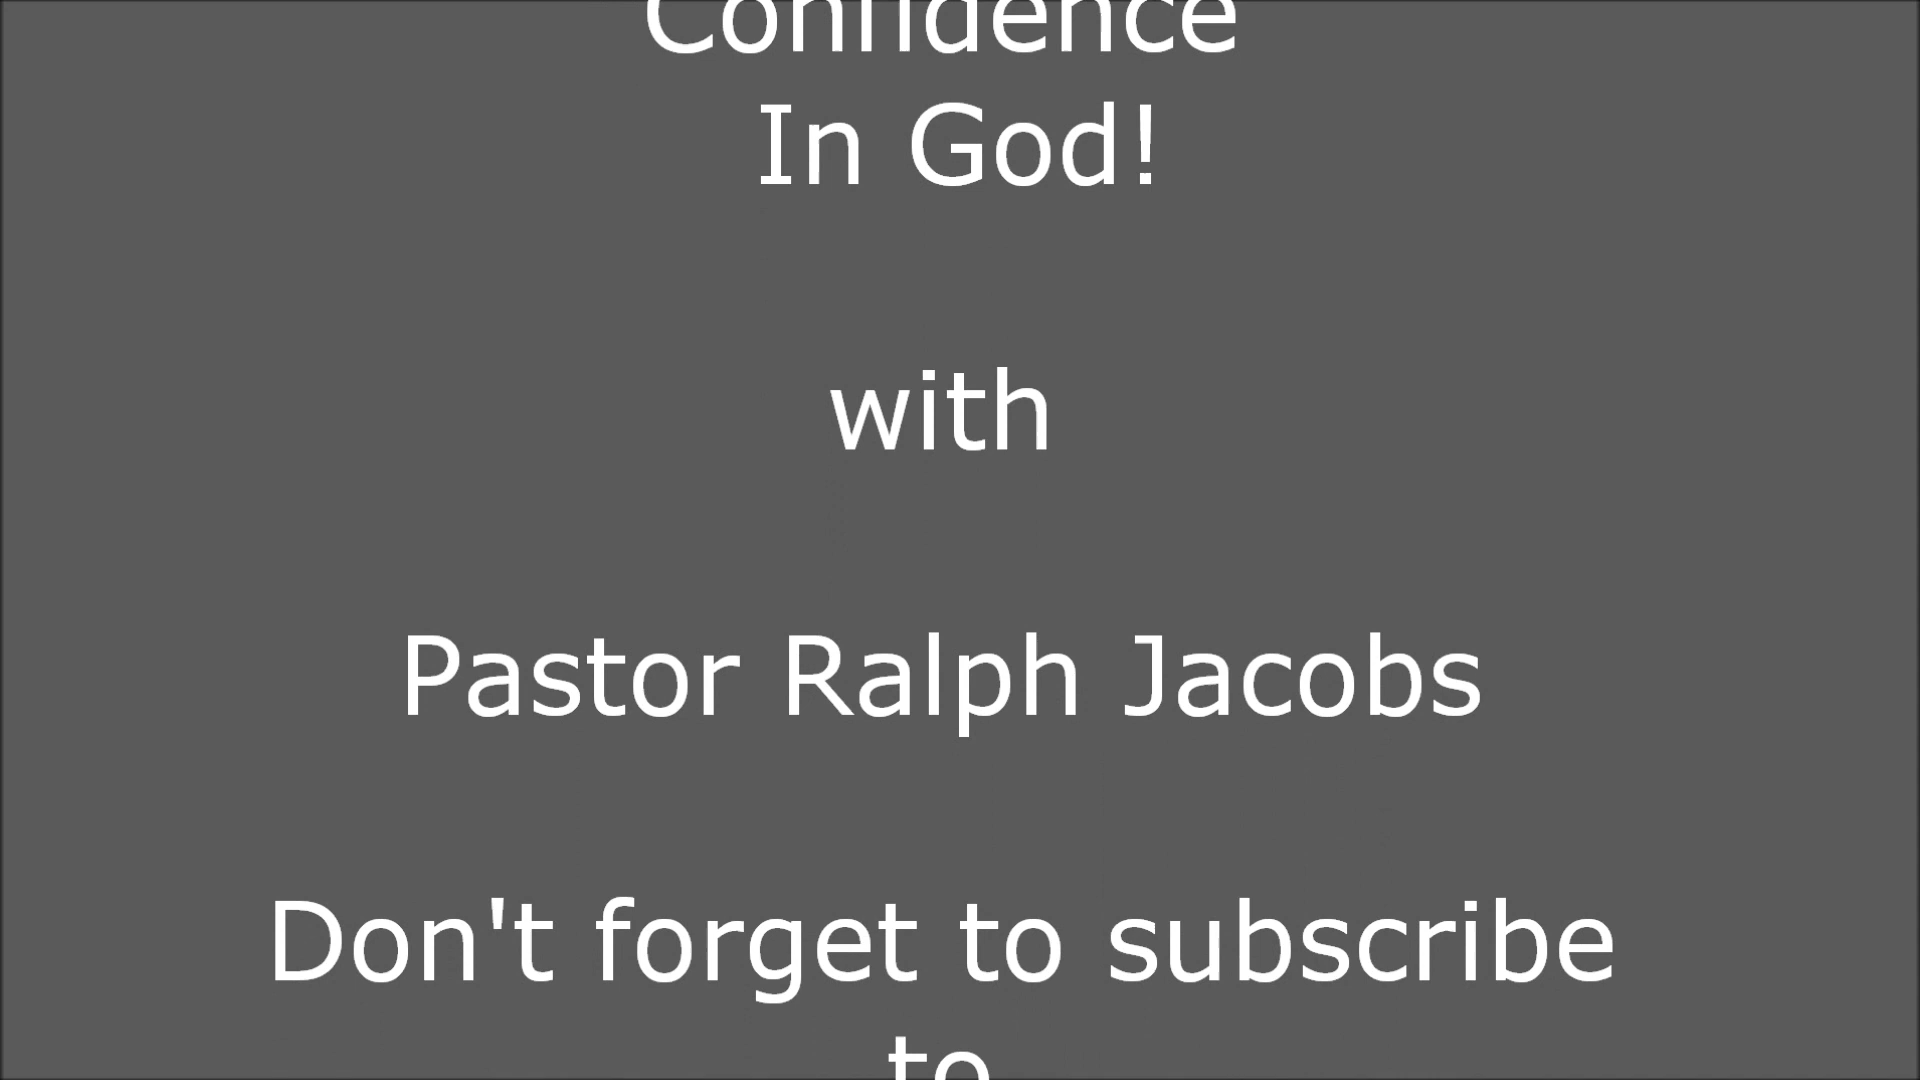 Confidence
In God!
with
Pastor Ralph Jacobs
Don't forget to subscribe
to